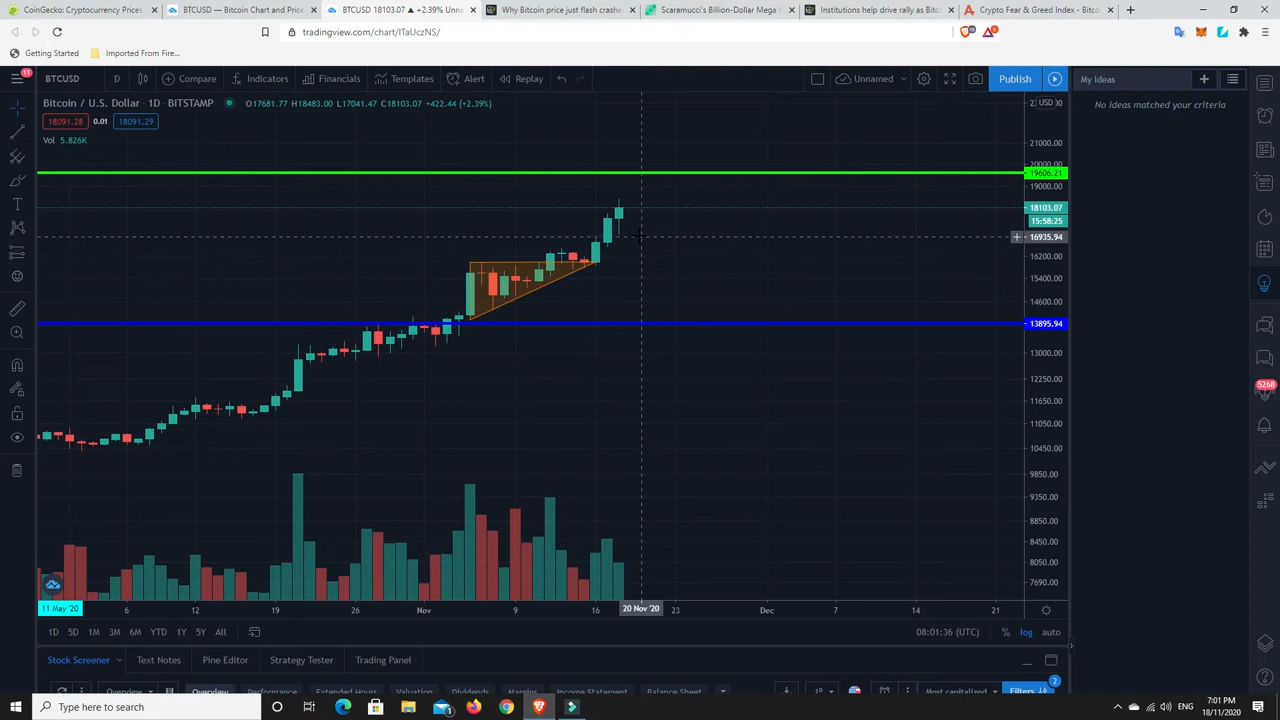 CoinGecko: Cryptocurrency Prices
BTCUSD — Bitcoin Chart and Price
BTCUSD 18103.07 ▲ +2.39% Unna
Why Bitcoin price just flash crashe
Scaramucci's Billion-Dollar Mega
Institutions help drive rally as Bitco
Crypto Fear & Greed Index - Bitco
tradingview.com/chart/ITaUczNS/
Getting Started
Imported From Fire...
11
BTCUSD
D
Compare
Indicators
Financials
Templates
Alert
Replay
Unnamed
Publish
My Ideas
Bitcoin / U.S. Dollar · 1D · BITSTAMP
O17681.77 H18483.00 L17041.47 C18103.07 +422.44 (+2.39%)
USD
No ideas matched your criteria
18091.28
0.01
18091.29
Vol 5.826K
21000.00
20000.00
19606.21
19000.00
18103.07
15:58:25
16935.94
16200.00
15400.00
14600.00
13895.94
13000.00
12250.00
11650.00
11050.00
10450.00
9850.00
9350.00
8850.00
8450.00
8050.00
7690.00
5268
11 May '20
6
12
19
26
Nov
9
16
20 Nov '20
23
Dec
7
14
21
1D
5D
1M
3M
6M
YTD
1Y
5Y
All
08:01:36 (UTC)
%
log
auto
Stock Screener
Text Notes
Pine Editor
Strategy Tester
Trading Panel
2
Overview
Overview
Performance
Extended Hours
Valuation
Dividends
Margins
Income Statement
Balance Sheet
Most capitalized
Filters
Type here to search
ENG
7:01 PM
18/11/2020